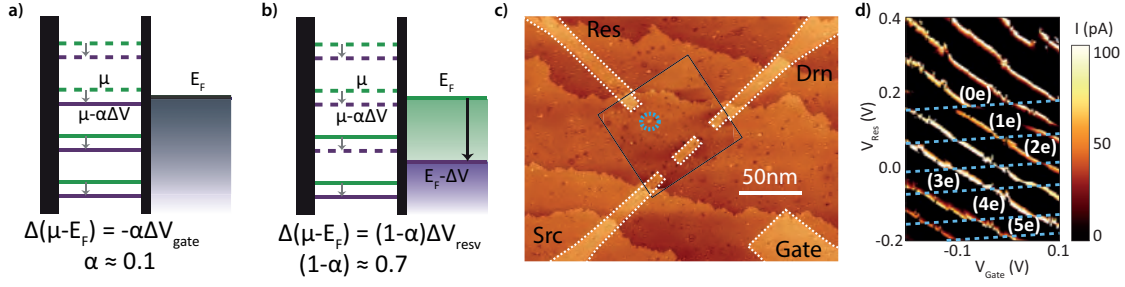 a)
μ
E_F
μ-αΔV
Δ(μ-E_F) = -αΔV_gate
α ≈ 0.1
b)
μ
E_F
μ-αΔV
E_F-ΔV
Δ(μ-E_F) = (1-α)ΔV_resv
(1-α) ≈ 0.7
c)
Res
Drn
50nm
Src
Gate
d)
I (pA)
0.4
100
0.2
(0e)
(1e)
50
V_Res (V)
(2e)
0.0
(3e)
(4e)
(5e)
-0.2
0
-0.1
0.1
V_Gate (V)